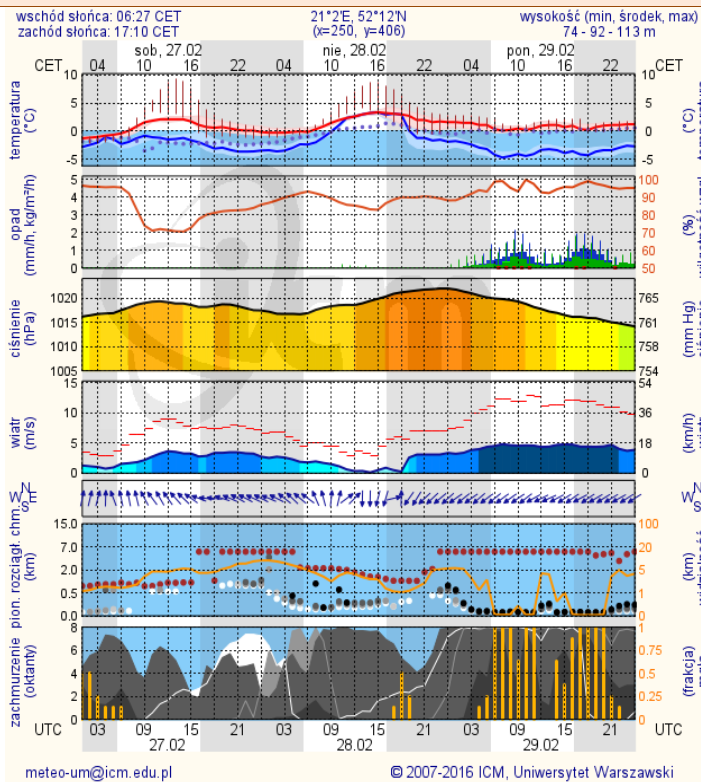 wschód słońca: 06:27 CET
zachód słońca: 17:10 CET
21°2'E, 52°12'N
(x=250, y=406)
wysokość (min, środek, max)
74 - 92 - 113 m
sob, 27.02 nie, 28.02 pon, 29.02
CET 04 10 16 22 04 10 16 22 04 10 16 22 CET
temperatura
(°C)
10
5
0
-5
10
5
0
-5
(°C)
opad
(mm/h, kg/m²/h)
5
4
3
2
1
0
100
90
80
70
60
50
(%)
ciśnienie
(hPa)
1020
1015
1010
1005
765
761
758
754
(mm Hg)
wiatr
(m/s)
15
10
5
0
54
36
18
0
(km/h)
N
W E
S
N
W
S
pion. rozciągł. chm.
(km)
15.0
7.0
2.0
0.5
0.0
100
20
5
1
0
(km)
zachmurzenie
(oktanty)
8
6
4
2
0
1
0.75
0.5
0.25
0
(frakcja)
UTC 03 09 15 21 03 09 15 21 03 09 15 21 UTC
27.02 28.02 29.02
meteo-um@icm.edu.pl
© 2007-2016 ICM, Uniwersytet Warszawski